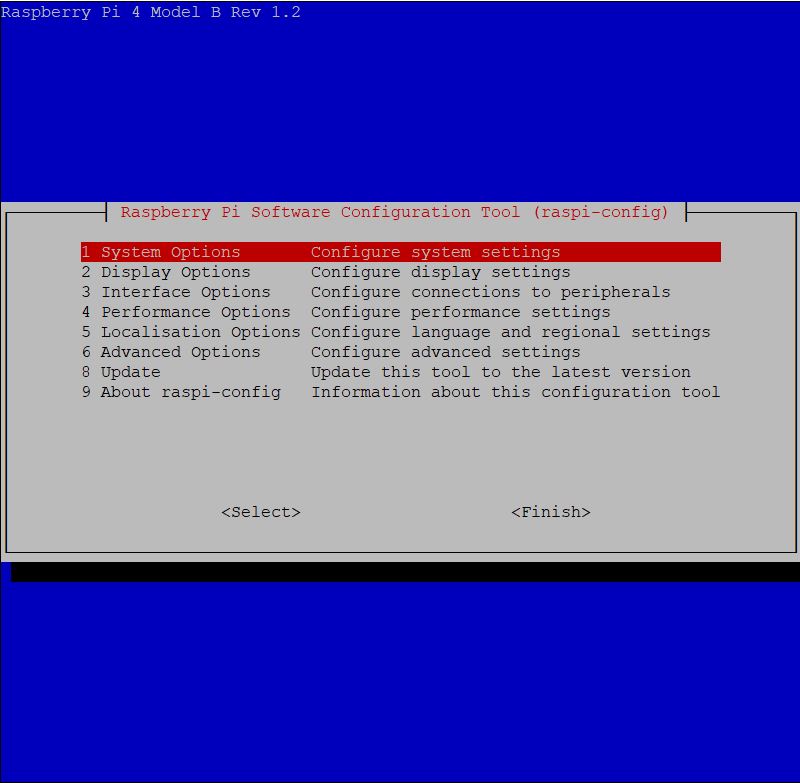 Raspberry Pi 4 Model B Rev 1.2
Raspberry Pi Software Configuration Tool (raspi-config)
1 System Options Configure system settings
2 Display Options Configure display settings
3 Interface Options Configure connections to peripherals
4 Performance Options Configure performance settings
5 Localisation Options Configure language and regional settings
6 Advanced Options Configure advanced settings
8 Update Update this tool to the latest version
9 About raspi-config Information about this configuration tool
<Select> <Finish>